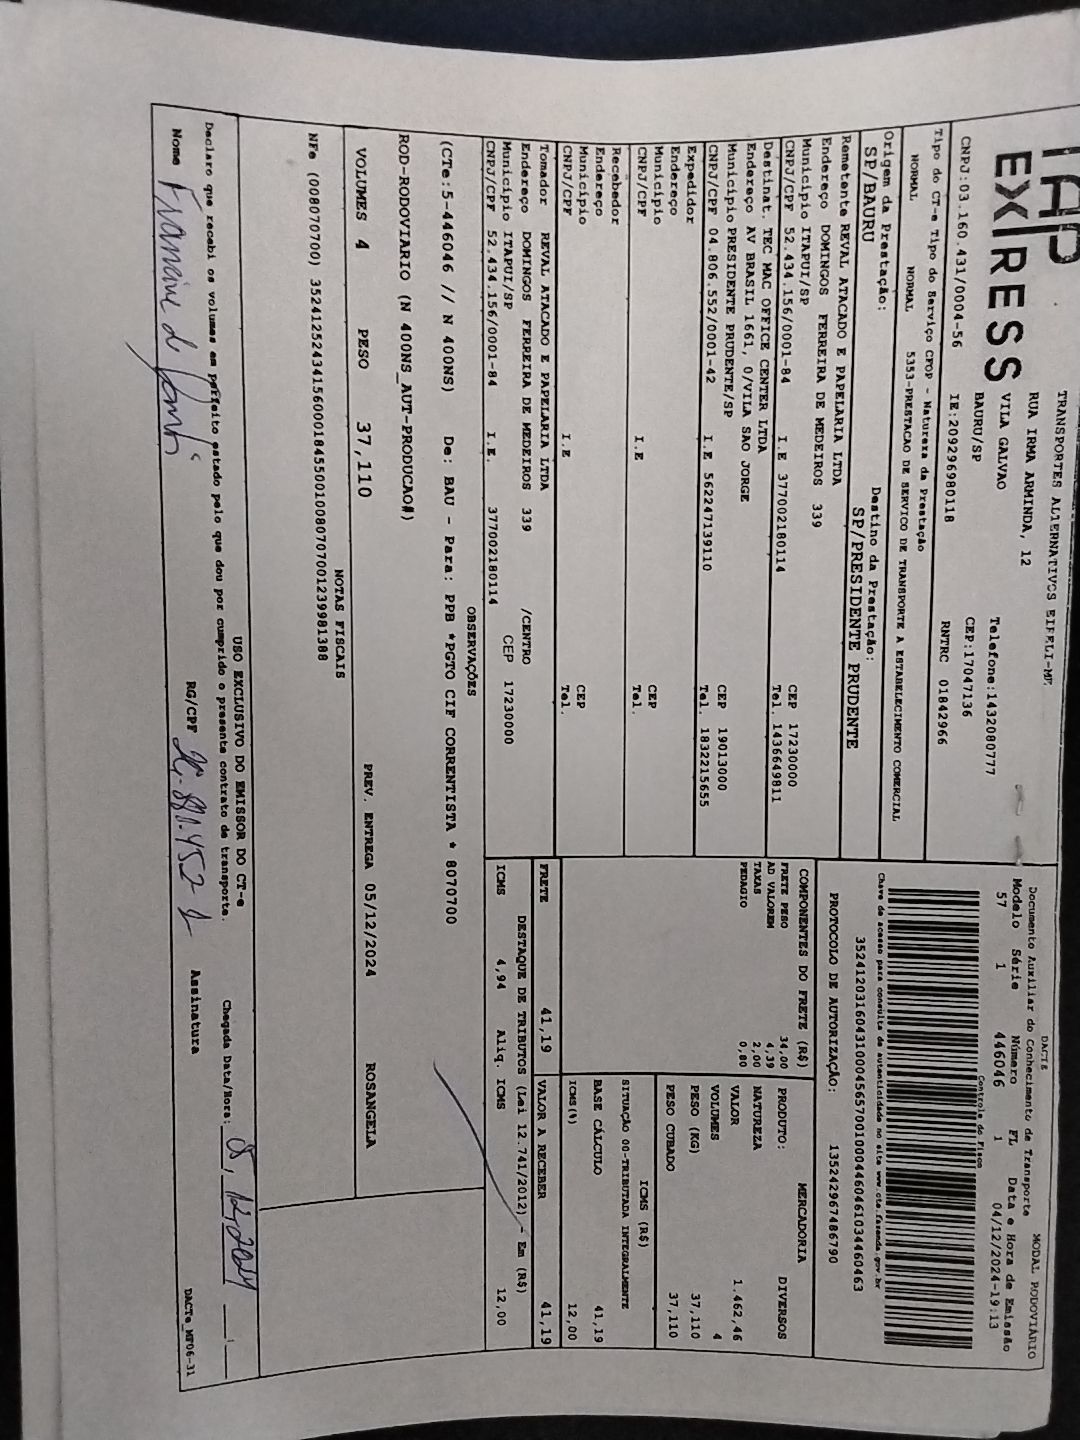 TAP
EXPRESS
TRANSPORTES ALTERNATIVOS EIFELI-ME
RUA IRMA ARMINDA, 12
VILA GALVAO
BAURU/SP
Telefone:1432080777
CEP:17047136
CNPJ:03.160.431/0004-56 IE:209296980118 RNTRC 01842966
DACTE
Documento Auxiliar do Conhecimento de Transporte
MODAL RODOVIÁRIO
Modelo Série Número FL Data e Hora de Emissão
57 1 446046 1 04/12/2024-19:13
Controle do Fisco
35241203160431000456570010004460461034460463
Chave de acesso para consulta de autenticidade no site www.cte.fazenda.gov.br
PROTOCOLO DE AUTORIZAÇÃO: 135242967486790
Tipo do CT-e Tipo do Serviço CFOP - Natureza da Prestação
NORMAL NORMAL 5353-PRESTACAO DE SERVICO DE TRANSPORTE A ESTABELECIMENTO COMERCIAL
Origem da Prestação: Destino da Prestação:
SP/BAURU SP/PRESIDENTE PRUDENTE
Remetente REVAL ATACADO E PAPELARIA LTDA
Endereço DOMINGOS FERREIRA DE MEDEIROS 339
Município ITAPUI/SP CEP 17230000
CNPJ/CPF 52.434.156/0001-84 I.E 377002180114 Tel. 1436649811
Destinat. TEC MAC OFFICE CENTER LTDA
Endereço AV BRASIL 1661, 0/VILA SAO JORGE
Município PRESIDENTE PRUDENTE/SP CEP 19013000
CNPJ/CPF 04.806.552/0001-42 I.E 562247139110 Tel. 1832215655
Expedidor
Endereço
Município CEP
CNPJ/CPF I.E Tel.
Recebedor
Endereço
Município CEP
CNPJ/CPF I.E Tel.
Tomador REVAL ATACADO E PAPELARIA LTDA
Endereço DOMINGOS FERREIRA DE MEDEIROS 339 /CENTRO
Município ITAPUI/SP CEP 17230000
CNPJ/CPF 52.434.156/0001-84 I.E. 377002180114
COMPONENTES DO FRETE (R$)
FRETE PESO 34,00
AD VALOREM 4,39
TAXAS 2,00
PEDAGIO 0,80
MERCADORIA
PRODUTO: DIVERSOS
NATUREZA
VALOR 1.462,46
VOLUMES 4
PESO (KG) 37,110
PESO CUBADO 37,110
ICMS (R$)
SITUAÇÃO 00-TRIBUTADA INTEGRALMENTE
BASE CÁLCULO 41,19
ICMS(%) 12,00
FRETE 41,19 VALOR A RECEBER 41,19
DESTAQUE DE TRIBUTOS (Lei 12.741/2012) - Em (R$)
ICMS 4,94 Aliq. ICMS 12,00
OBSERVAÇÕES
(CTe:5-446046 // N 400NS) De: BAU - Para: PPB *PGTO CIF CORRENTISTA * 8070700
ROD-RODOVIARIO (N 400NS_AUT-PRODUCAO#)
VOLUMES 4 PESO 37,110 PREV. ENTREGA 05/12/2024 ROSANGELA
NOTAS FISCAIS
NFe (008070700) 35241252434156000184550010080707001239981388
USO EXCLUSIVO DO EMISSOR DO CT-e
Declaro que recebi os volumes em perfeito estado pelo que dou por cumprido o presente contrato de transporte.
Chegada Data/Hora:
Nome RG/CPF Assinatura
DACTe_MF06-31